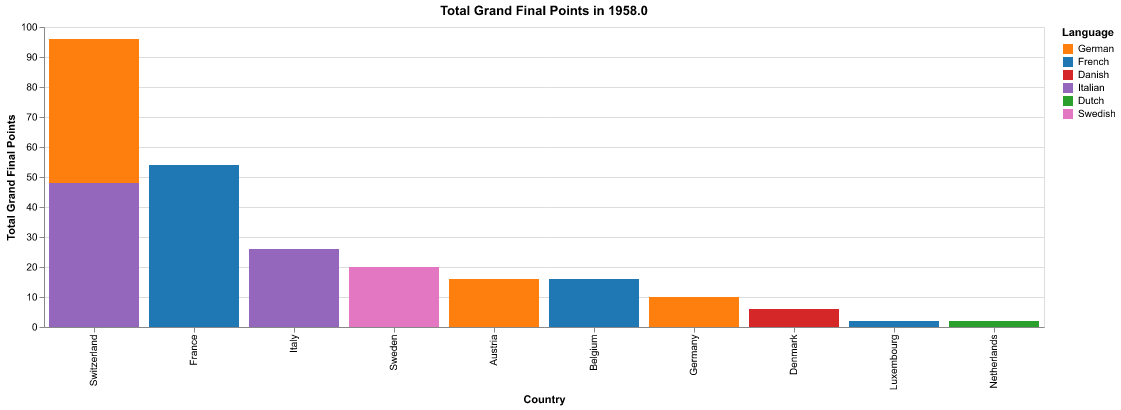 Total Grand Final Points in 1958.0
Total Grand Final Points
100
90
80
70
60
50
40
30
20
10
0
Switzerland
France
Italy
Sweden
Austria
Belgium
Germany
Denmark
Luxembourg
Netherlands
Country
Language
German
French
Danish
Italian
Dutch
Swedish